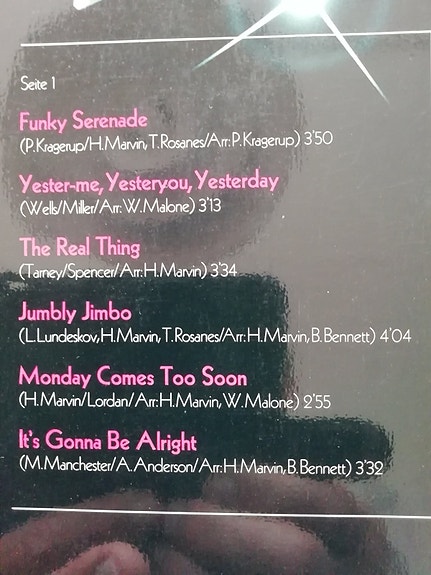 Seite 1
Funky Serenade
(P.Kragerup/H.Marvin,T.Rosanes/Arr:P.Kragerup) 3'50
Yester-me, Yesteryou, Yesterday
(Wells/Miller/Arr: W.Malone) 3'13
The Real Thing
(Tarney/Spencer/Arr:H.Marvin) 3'34
Jumbly Jimbo
(L.Lundeskov,H.Marvin,T.Rosanes/Arr:H.Marvin,B.Bennett) 4'04
Monday Comes Too Soon
(H.Marvin/Lordan/Arr:H.Marvin,W.Malone) 2'55
It's Gonna Be Alright
(M.Manchester/A.Anderson/Arr:H.Marvin,B.Bennett) 3'32